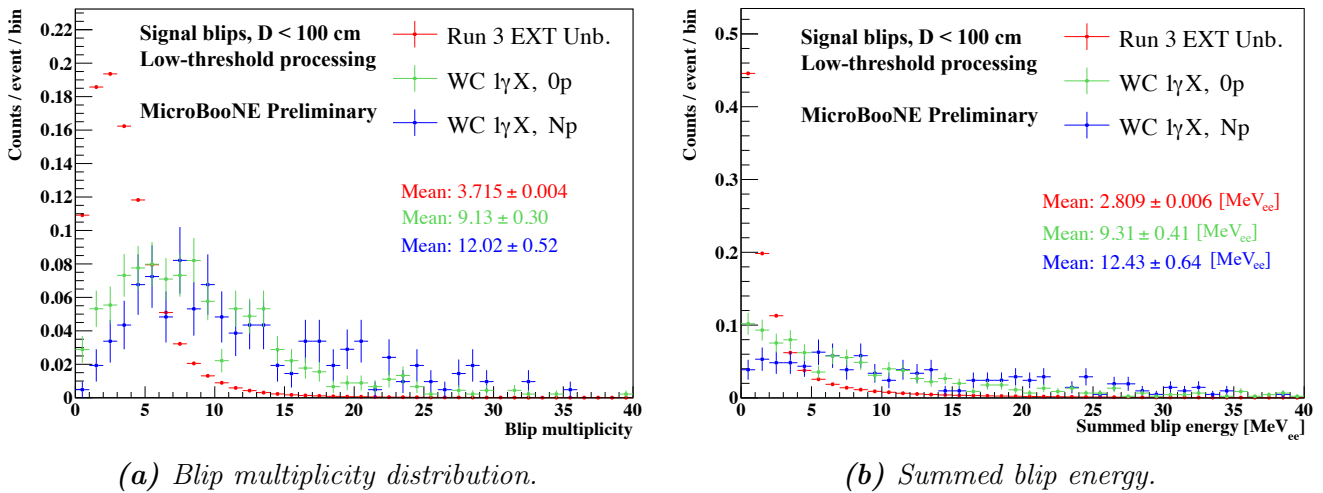 Counts / event / bin
0.22
0.2
0.18
0.16
0.14
0.12
0.1
0.08
0.06
0.04
0.02
0
Signal blips, D < 100 cm
Low-threshold processing
MicroBooNE Preliminary
Run 3 EXT Unb.
WC 1γX, 0p
WC 1γX, Np
Mean: 3.715 ± 0.004
Mean: 9.13 ± 0.30
Mean: 12.02 ± 0.52
0 5 10 15 20 25 30 35 40
Blip multiplicity
(a) Blip multiplicity distribution.
Counts / event / bin
0.5
0.4
0.3
0.2
0.1
0
Signal blips, D < 100 cm
Low-threshold processing
MicroBooNE Preliminary
Run 3 EXT Unb.
WC 1γX, 0p
WC 1γX, Np
Mean: 2.809 ± 0.006 [MeVee]
Mean: 9.31 ± 0.41 [MeVee]
Mean: 12.43 ± 0.64 [MeVee]
0 5 10 15 20 25 30 35 40
Summed blip energy [MeVee]
(b) Summed blip energy.